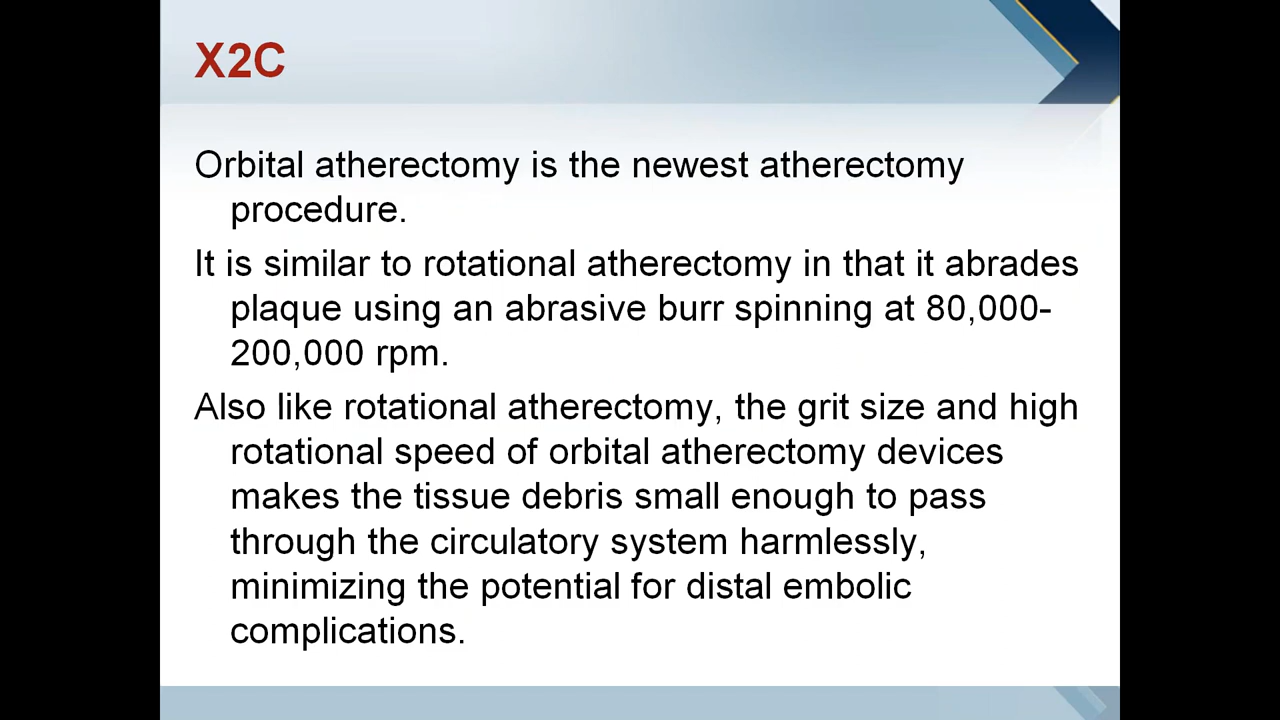 X2C
Orbital atherectomy is the newest atherectomy
procedure.
It is similar to rotational atherectomy in that it abrades
plaque using an abrasive burr spinning at 80,000-
200,000 rpm.
Also like rotational atherectomy, the grit size and high
rotational speed of orbital atherectomy devices
makes the tissue debris small enough to pass
through the circulatory system harmlessly,
minimizing the potential for distal embolic
complications.